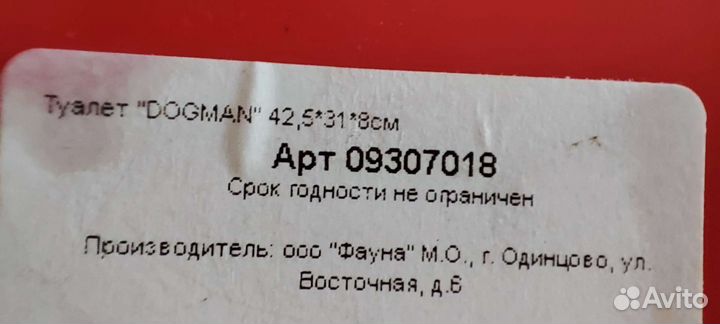 Туалет "DOGMAN" 42,5*31*8см
Арт 09307018
Срок годности не ограничен
Производитель: ооо "Фауна" М.О., г. Одинцово, ул.
Восточная, д.6
Avito